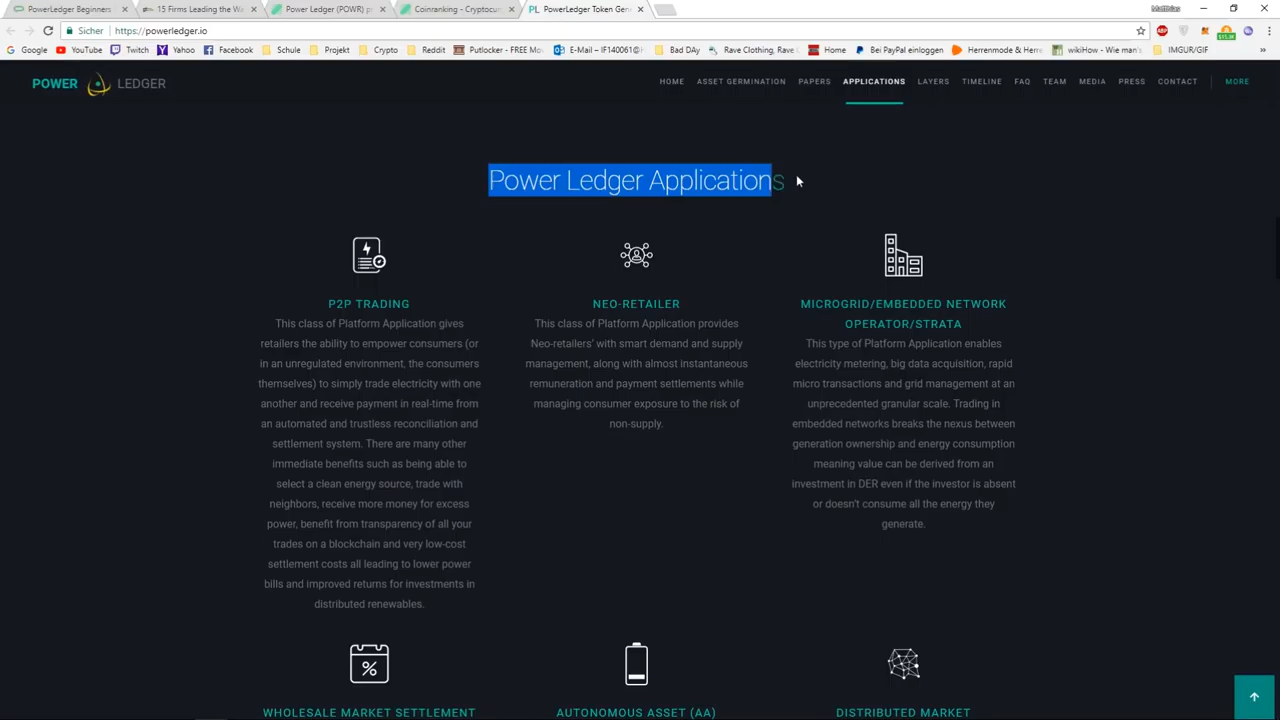 PowerLedger Beginners
15 Firms Leading the Wa
Power Ledger (POWR) p
Coinranking - Cryptocur
PL PowerLedger Token Gen
Matthias
Sicher | https://powerledger.io
Google YouTube Twitch Yahoo Facebook Schule Projekt Crypto Reddit Putlocker - FREE Mov E-Mail – IF140061@H Bad DAy Rave Clothing, Rave Home Bei PayPal einloggen Herrenmode & Herre wikiHow - Wie man's IMGUR/GIF »
POWER LEDGER
HOME ASSET GERMINATION PAPERS APPLICATIONS LAYERS TIMELINE FAQ TEAM MEDIA PRESS CONTACT MORE
Power Ledger Applications
P2P TRADING
This class of Platform Application gives
retailers the ability to empower consumers (or
in an unregulated environment, the consumers
themselves) to simply trade electricity with one
another and receive payment in real-time from
an automated and trustless reconciliation and
settlement system. There are many other
immediate benefits such as being able to
select a clean energy source, trade with
neighbors, receive more money for excess
power, benefit from transparency of all your
trades on a blockchain and very low-cost
settlement costs all leading to lower power
bills and improved returns for investments in
distributed renewables.
NEO-RETAILER
This class of Platform Application provides
Neo-retailers' with smart demand and supply
management, along with almost instantaneous
remuneration and payment settlements while
managing consumer exposure to the risk of
non-supply.
MICROGRID/EMBEDDED NETWORK
OPERATOR/STRATA
This type of Platform Application enables
electricity metering, big data acquisition, rapid
micro transactions and grid management at an
unprecedented granular scale. Trading in
embedded networks breaks the nexus between
generation ownership and energy consumption
meaning value can be derived from an
investment in DER even if the investor is absent
or doesn't consume all the energy they
generate.
WHOLESALE MARKET SETTLEMENT
AUTONOMOUS ASSET (AA)
DISTRIBUTED MARKET